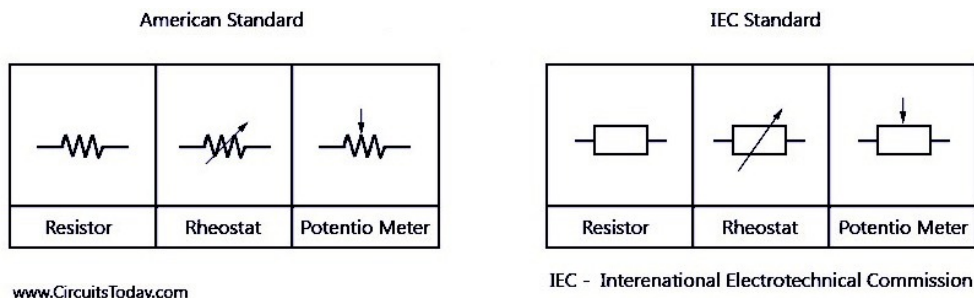 American Standard
Resistor
Rheostat
Potentio Meter
www.CircuitsToday.com
IEC Standard
Resistor
Rheostat
Potentio Meter
IEC - Interenational Electrotechnical Commission